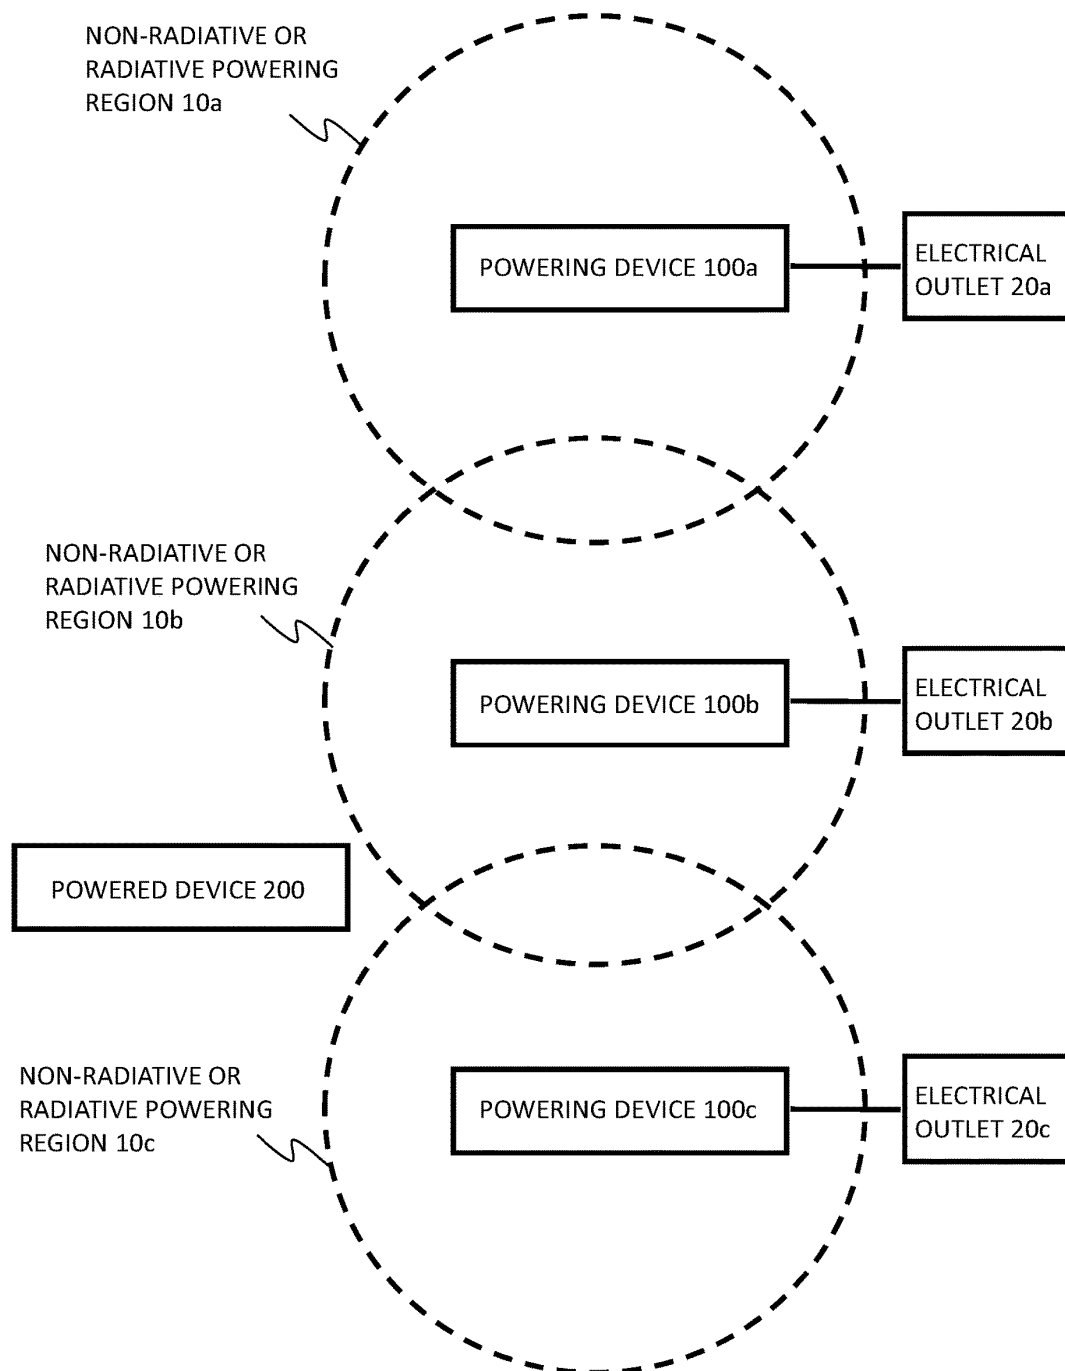 NON-RADIATIVE OR
RADIATIVE POWERING
REGION 10a
POWERING DEVICE 100a
ELECTRICAL
OUTLET 20a
NON-RADIATIVE OR
RADIATIVE POWERING
REGION 10b
POWERING DEVICE 100b
ELECTRICAL
OUTLET 20b
POWERED DEVICE 200
NON-RADIATIVE OR
RADIATIVE POWERING
REGION 10c
POWERING DEVICE 100c
ELECTRICAL
OUTLET 20c